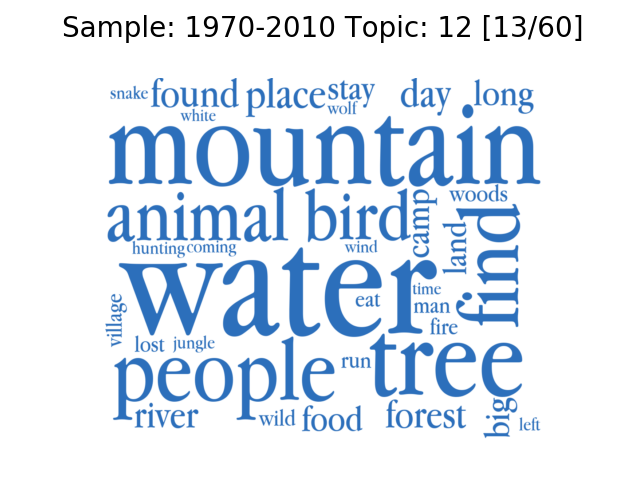 Sample: 1970-2010 Topic: 12 [13/60]
snake found place stay day long
white wolf
mountain
animal bird camp woods
hunting coming wind land find
water
eat time
man
village fire
lost jungle
people run tree
river wild food forest big left